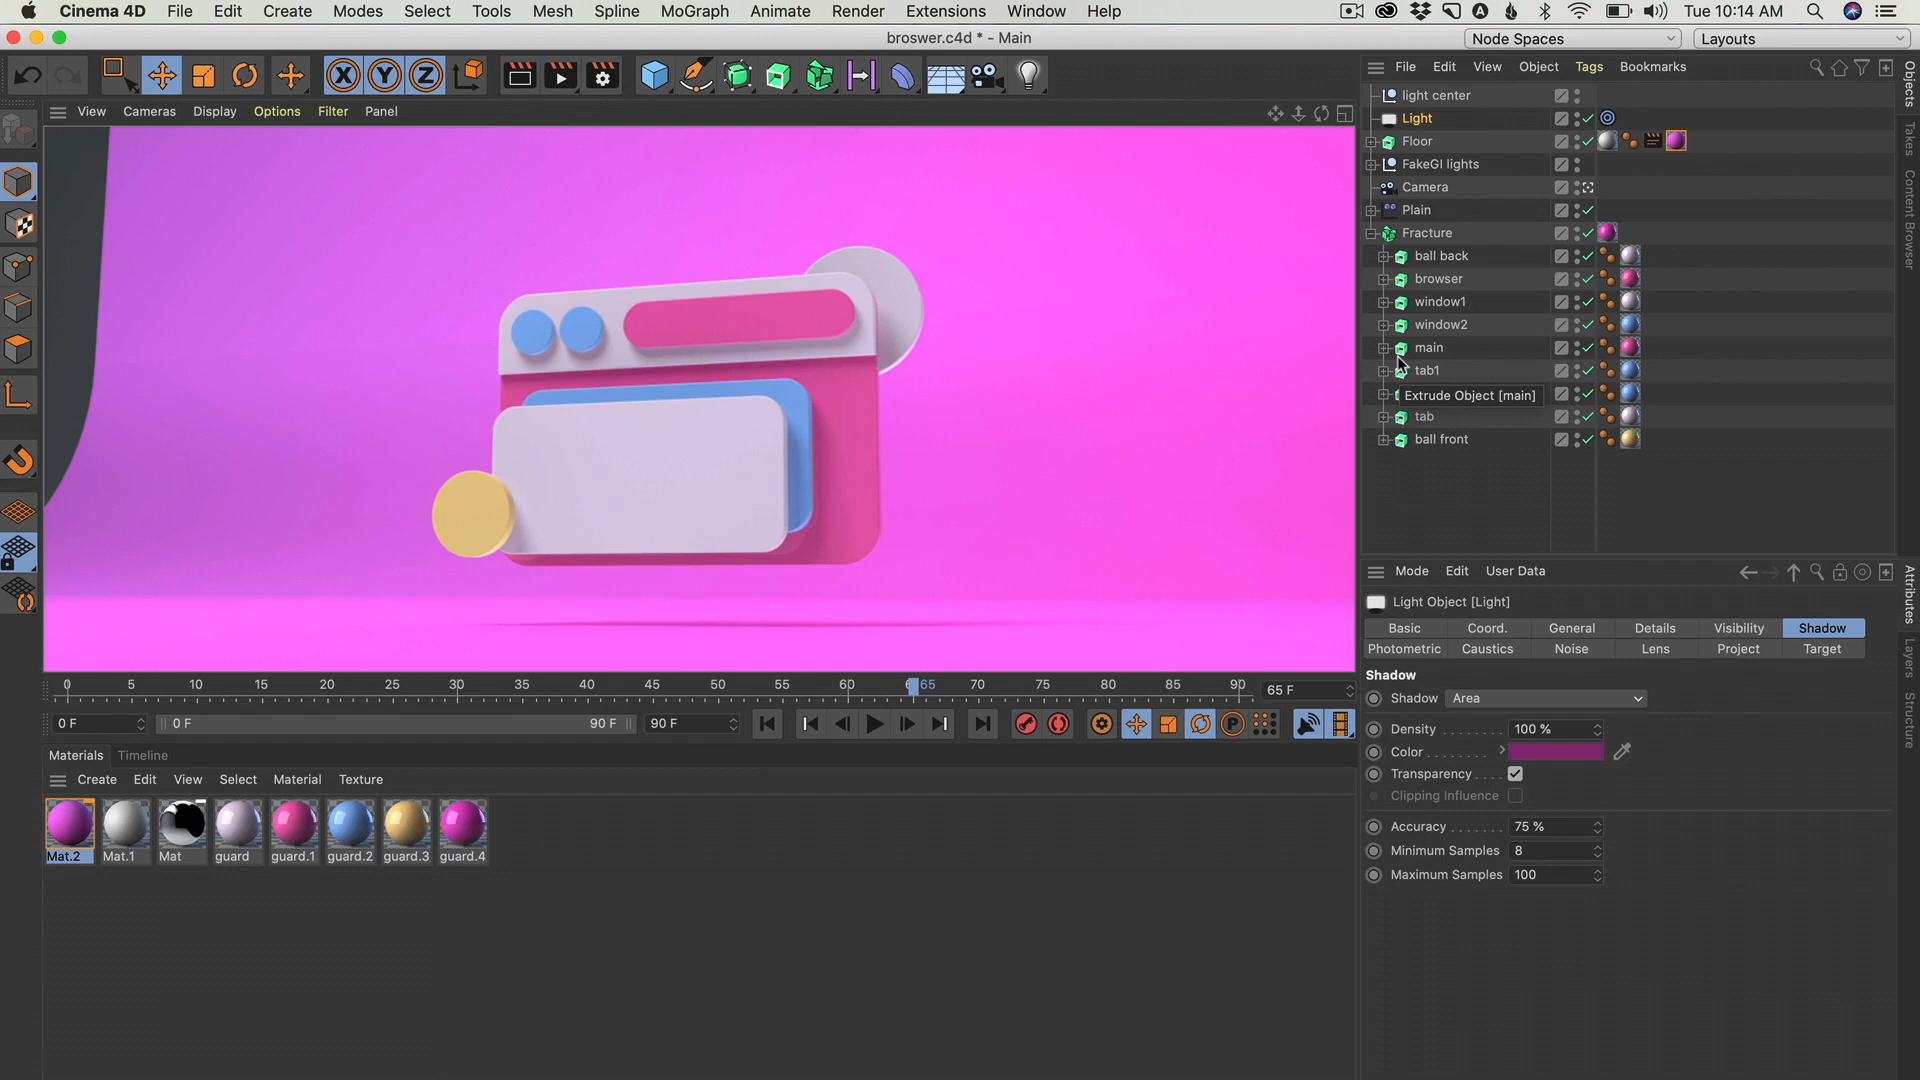 Cinema 4D File Edit Create Modes Select Tools Mesh Spline MoGraph Animate Render Extensions Window Help Tue 10:14 AM
broswer.c4d * - Main
Node Spaces Layouts
File Edit View Object Tags Bookmarks
View Cameras Display Options Filter Panel
light center
Light
Floor
FakeGI lights
Camera
Plain
Fracture
ball back
browser
window1
window2
main
tab1
Extrude Object [main]
tab
ball front
Objects
Takes
Content Browser
Mode Edit User Data
Light Object [Light]
Basic Coord. General Details Visibility Shadow
Photometric Caustics Noise Lens Project Target
Shadow
Shadow Area
Density 100 %
Color
Transparency
Clipping Influence
Accuracy 75 %
Minimum Samples 8
Maximum Samples 100
Attributes
Layers
Structure
0 5 10 15 20 25 30 35 40 45 50 55 60 65 70 75 80 85 90 65 F
0 F 0 F 90 F 90 F
Materials Timeline
Create Edit View Select Material Texture
Mat.2 Mat.1 Mat guard guard.1 guard.2 guard.3 guard.4